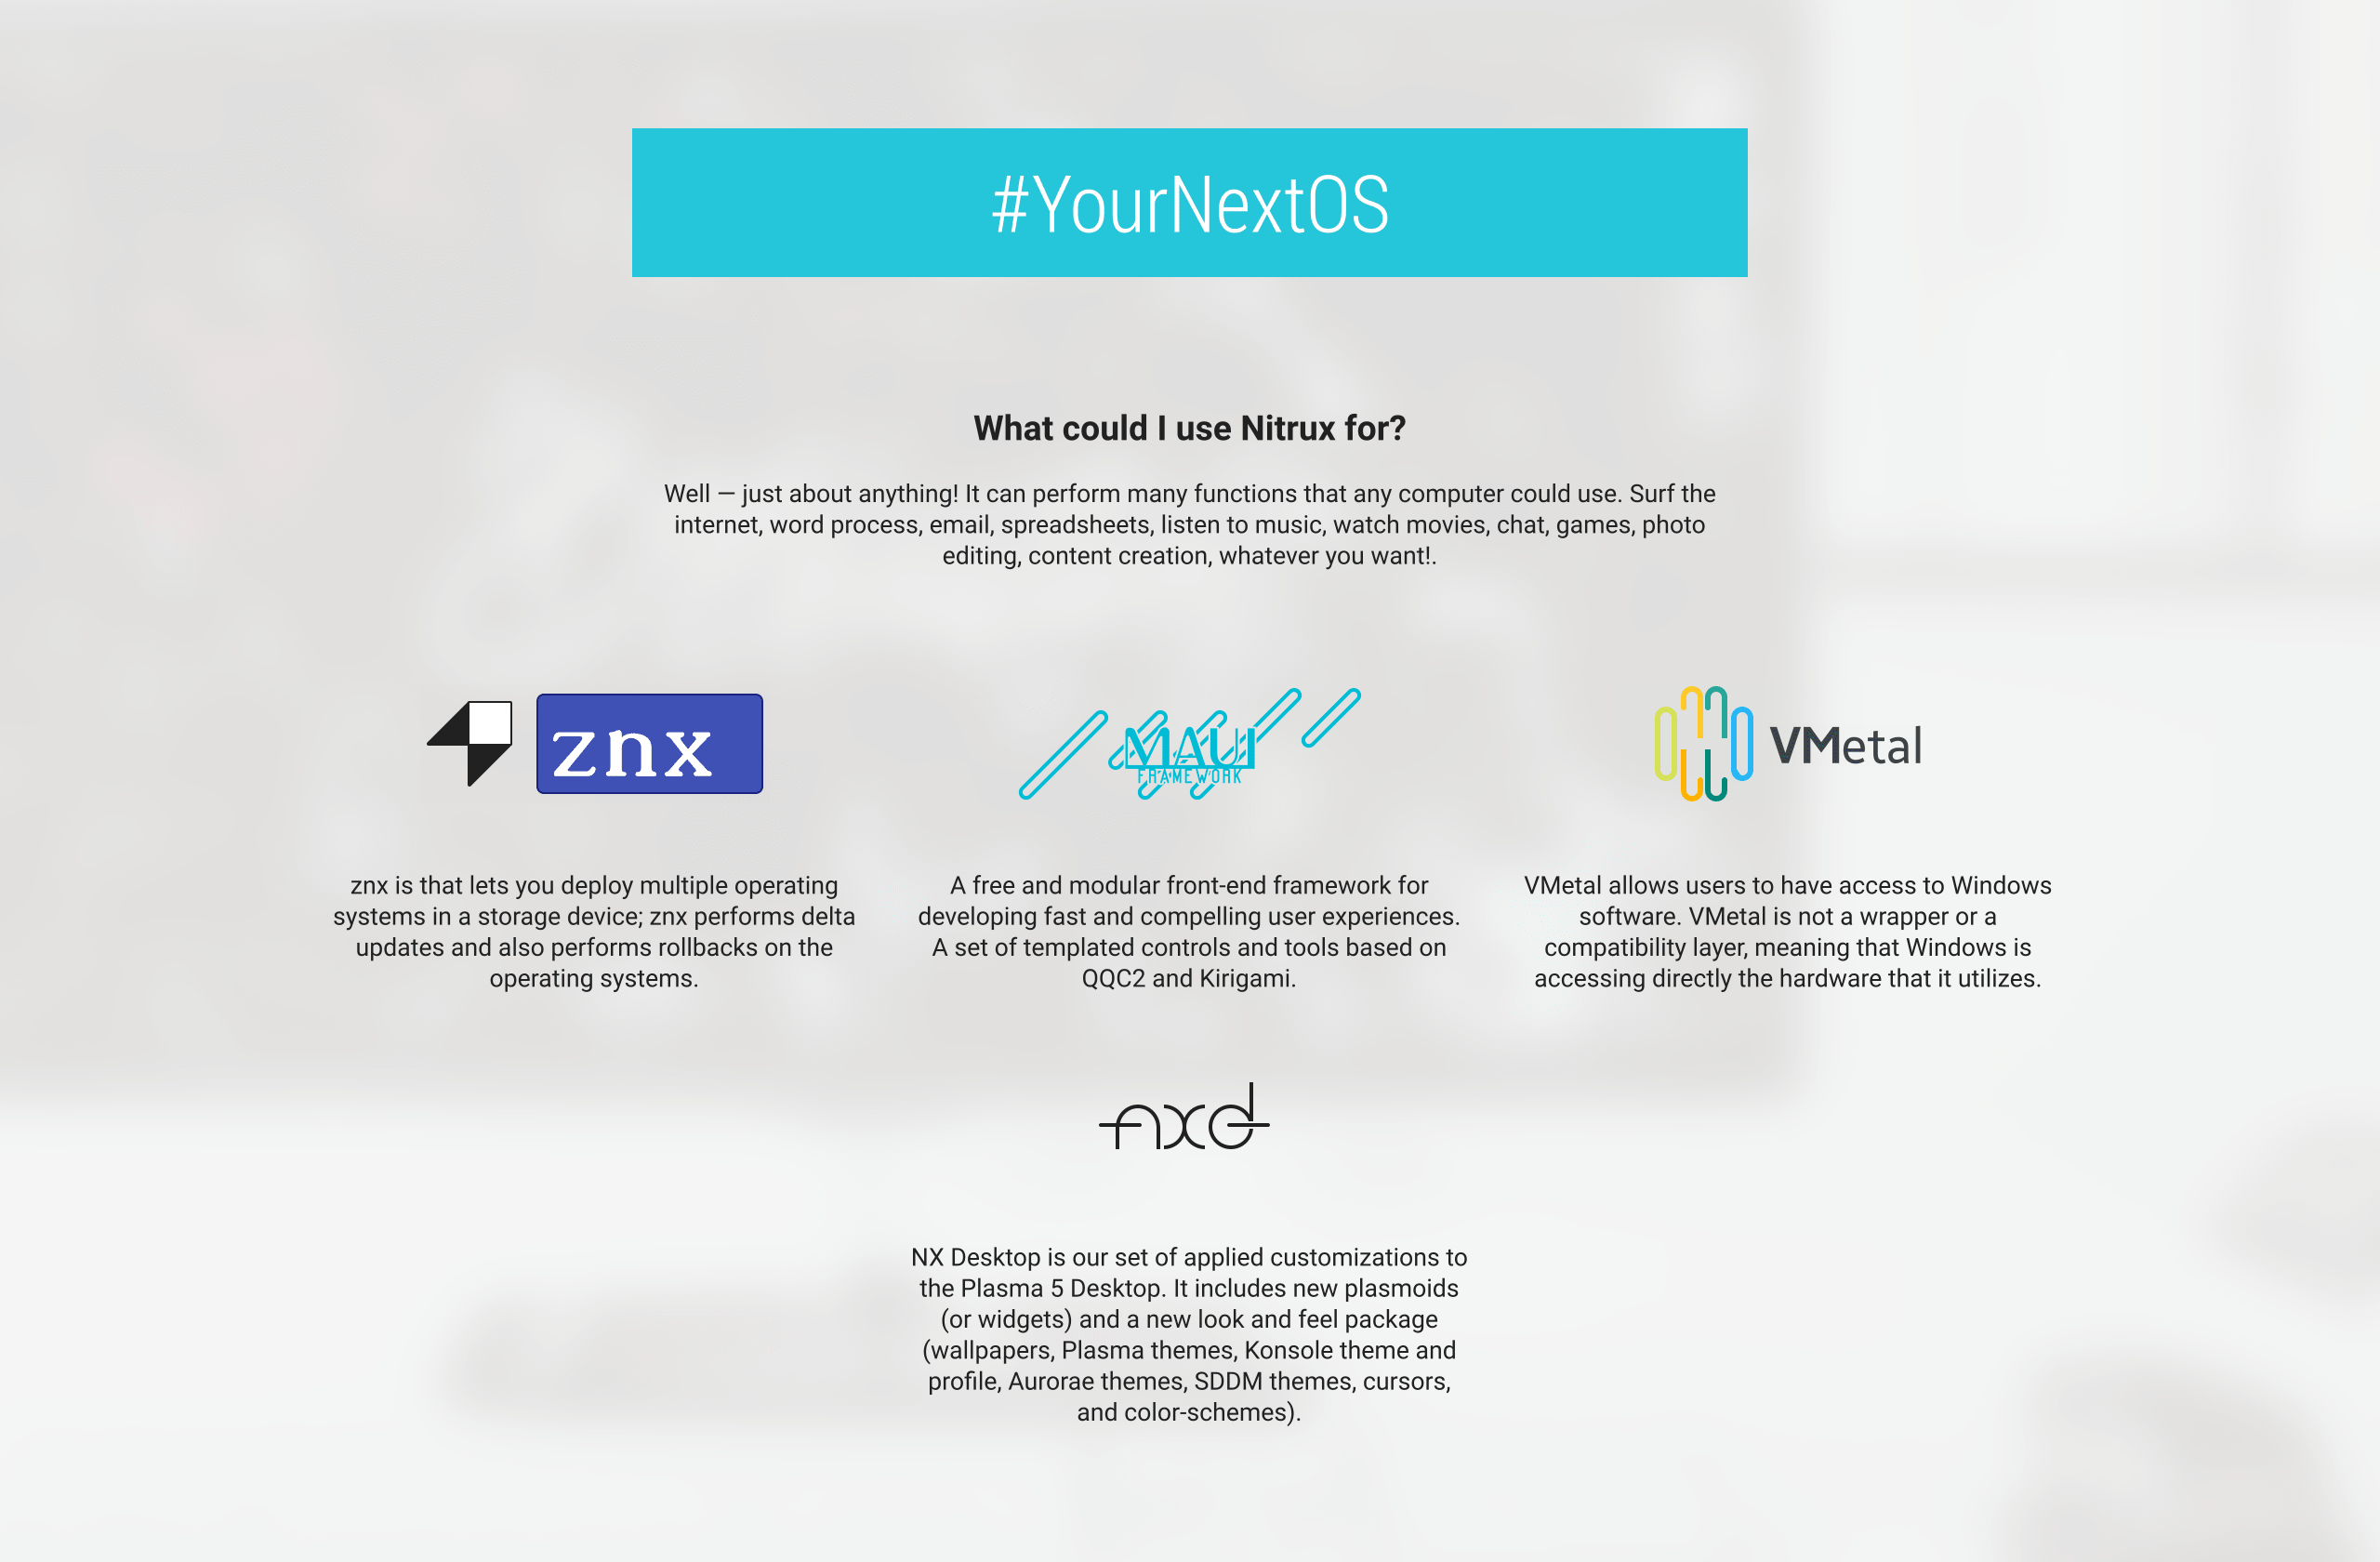 #YourNextOS
What could I use Nitrux for?
Well — just about anything! It can perform many functions that any computer could use. Surf the
internet, word process, email, spreadsheets, listen to music, watch movies, chat, games, photo
editing, content creation, whatever you want!.
znx
MAUI
FRAMEWORK
VMetal
znx is that lets you deploy multiple operating
systems in a storage device; znx performs delta
updates and also performs rollbacks on the
operating systems.
A free and modular front-end framework for
developing fast and compelling user experiences.
A set of templated controls and tools based on
QQC2 and Kirigami.
VMetal allows users to have access to Windows
software. VMetal is not a wrapper or a
compatibility layer, meaning that Windows is
accessing directly the hardware that it utilizes.
nxd
NX Desktop is our set of applied customizations to
the Plasma 5 Desktop. It includes new plasmoids
(or widgets) and a new look and feel package
(wallpapers, Plasma themes, Konsole theme and
profile, Aurorae themes, SDDM themes, cursors,
and color-schemes).